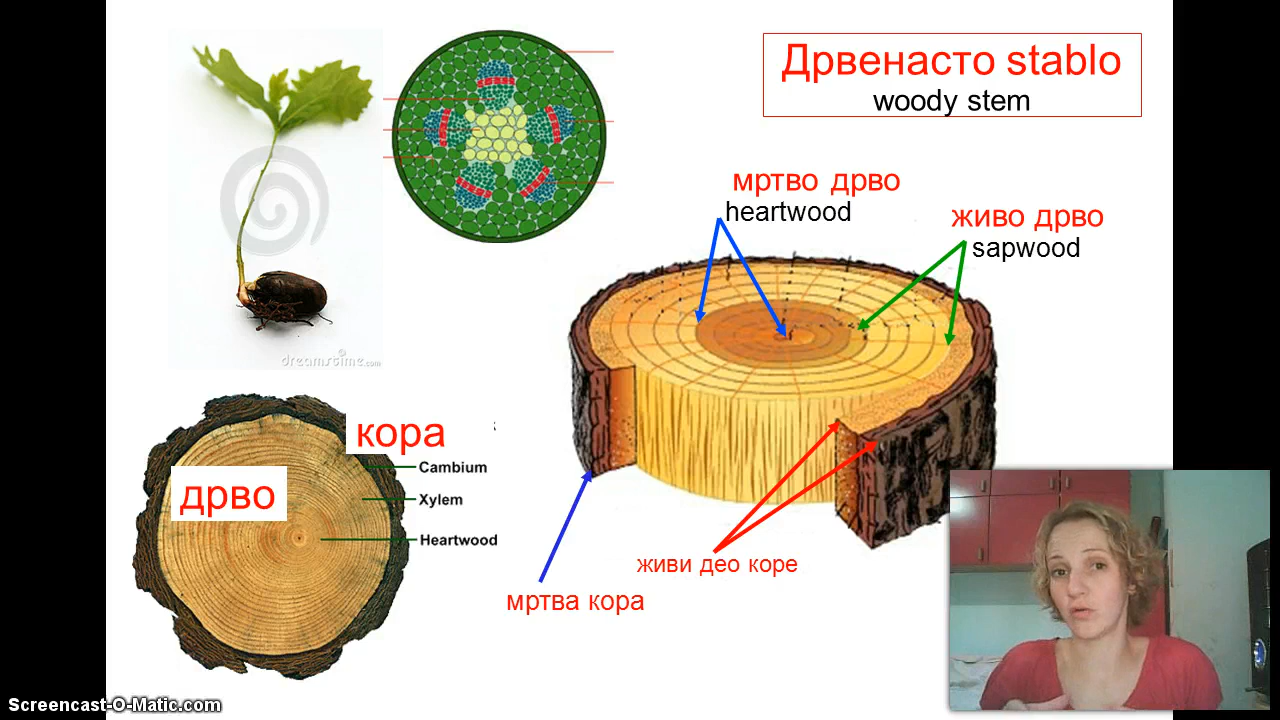 Дрвенасто stablo
woody stem
мртво дрво
heartwood
живо дрво
sapwood
dreamstime.com
кора
дрво
Cambium
Xylem
Heartwood
живи део коре
мртва кора
Screencast-O-Matic.com